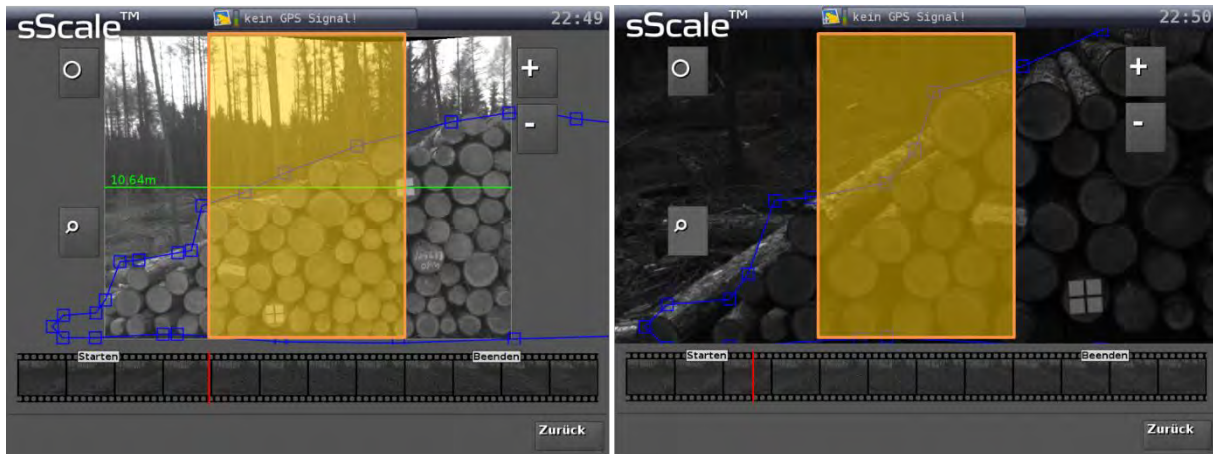 sScale™
kein GPS Signal!
22:49
+
-
10,64m
Starten
Beenden
Zurück
sScale™
kein GPS Signal!
22:50
+
-
Starten
Beenden
Zurück